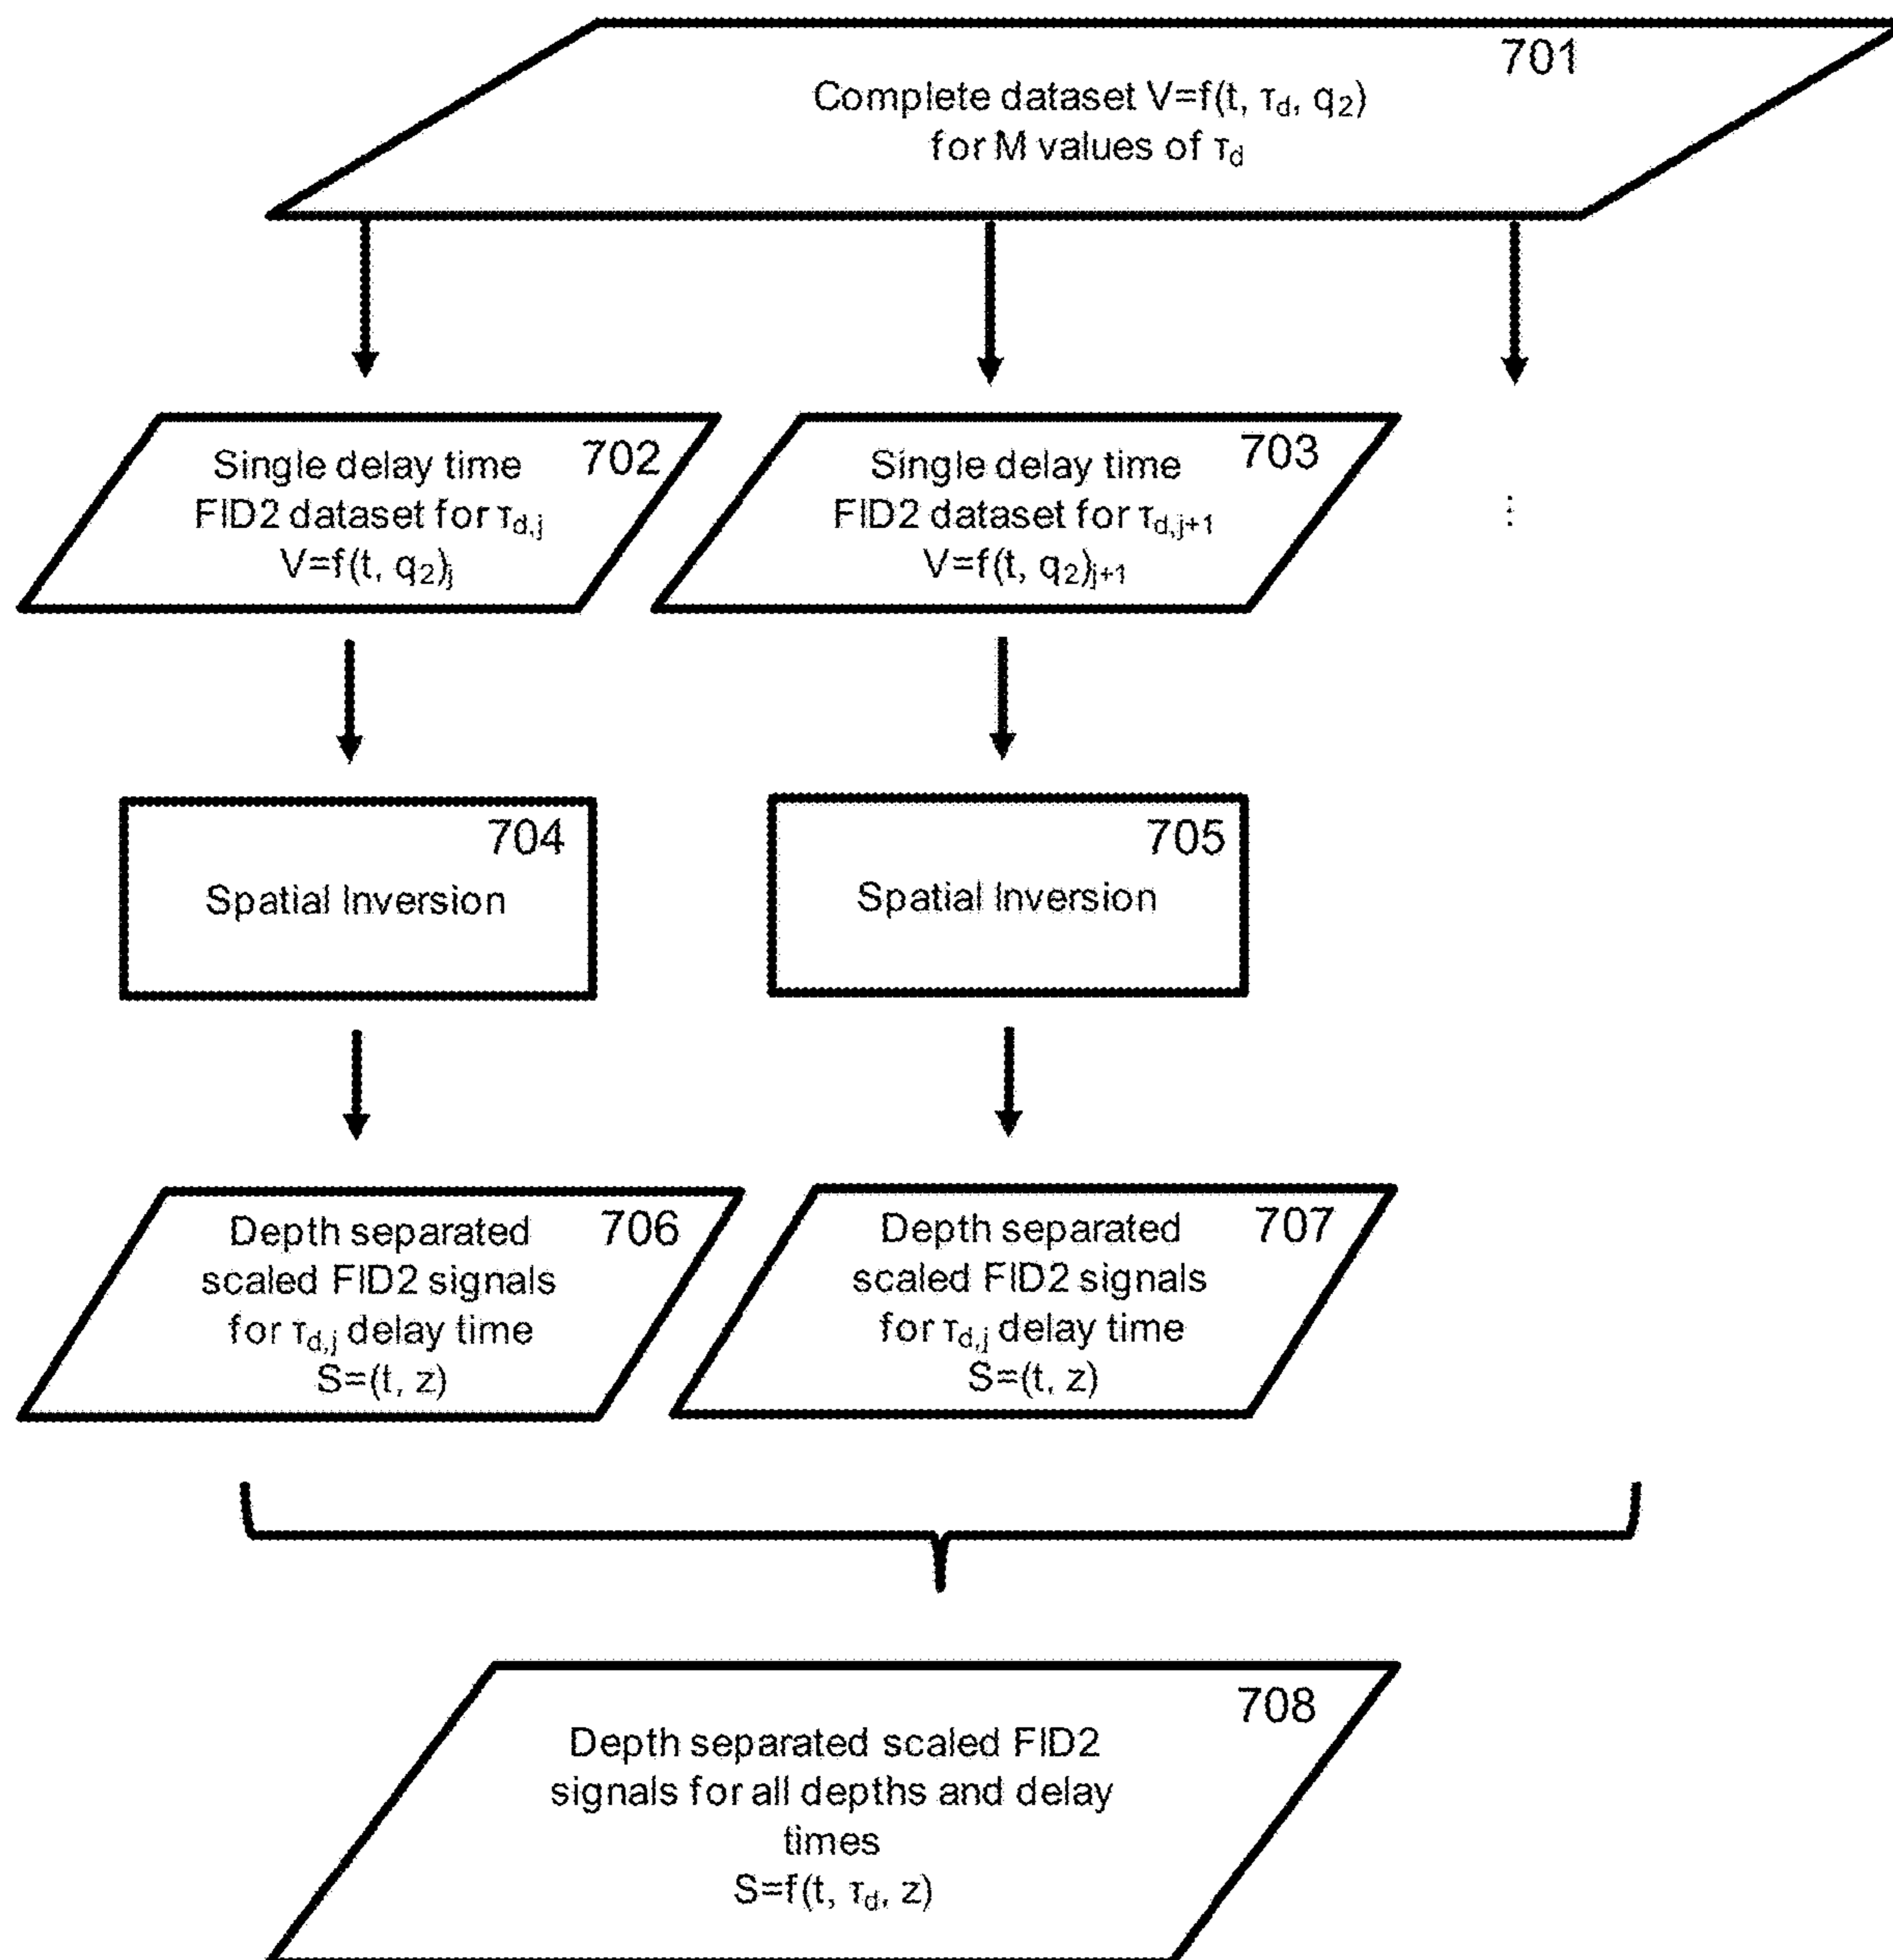 701
Complete dataset V=f(t, τd, q₂)
for M values of τd
702
Single delay time
FID2 dataset for τd,j
V=f(t, q₂)j
703
Single delay time
FID2 dataset for τd,j+1
V=f(t, q₂)j+1
⋮
704
Spatial Inversion
705
Spatial Inversion
706
Depth separated
scaled FID2 signals
for τd,j delay time
S=(t, z)
707
Depth separated
scaled FID2 signals
for τd,j delay time
S=(t, z)
708
Depth separated scaled FID2
signals for all depths and delay
times
S=f(t, τd, z)